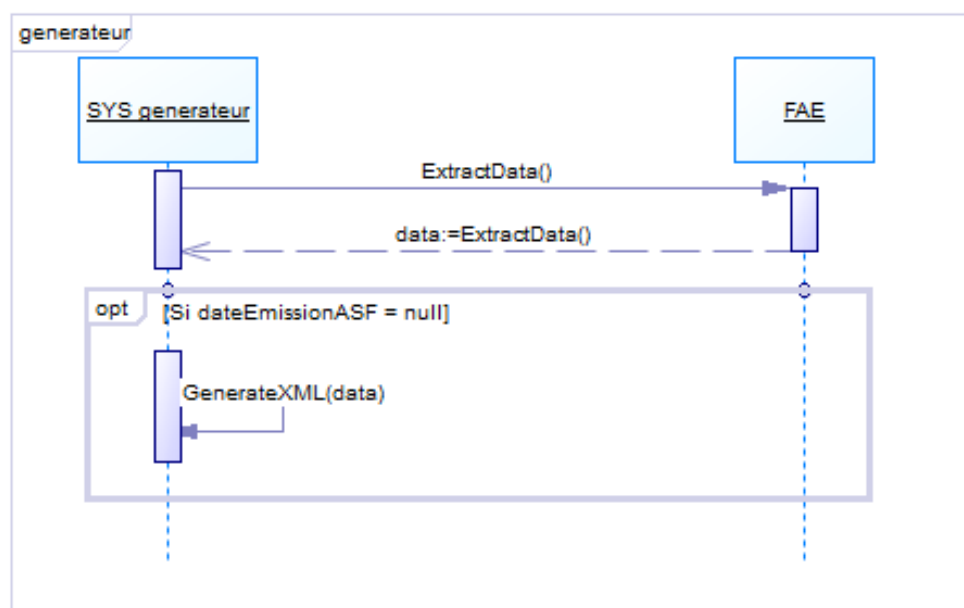 generateur
SYS generateur
FAE
ExtractData()
data:=ExtractData()
opt
[Si dateEmissionASF = null]
GenerateXML(data)